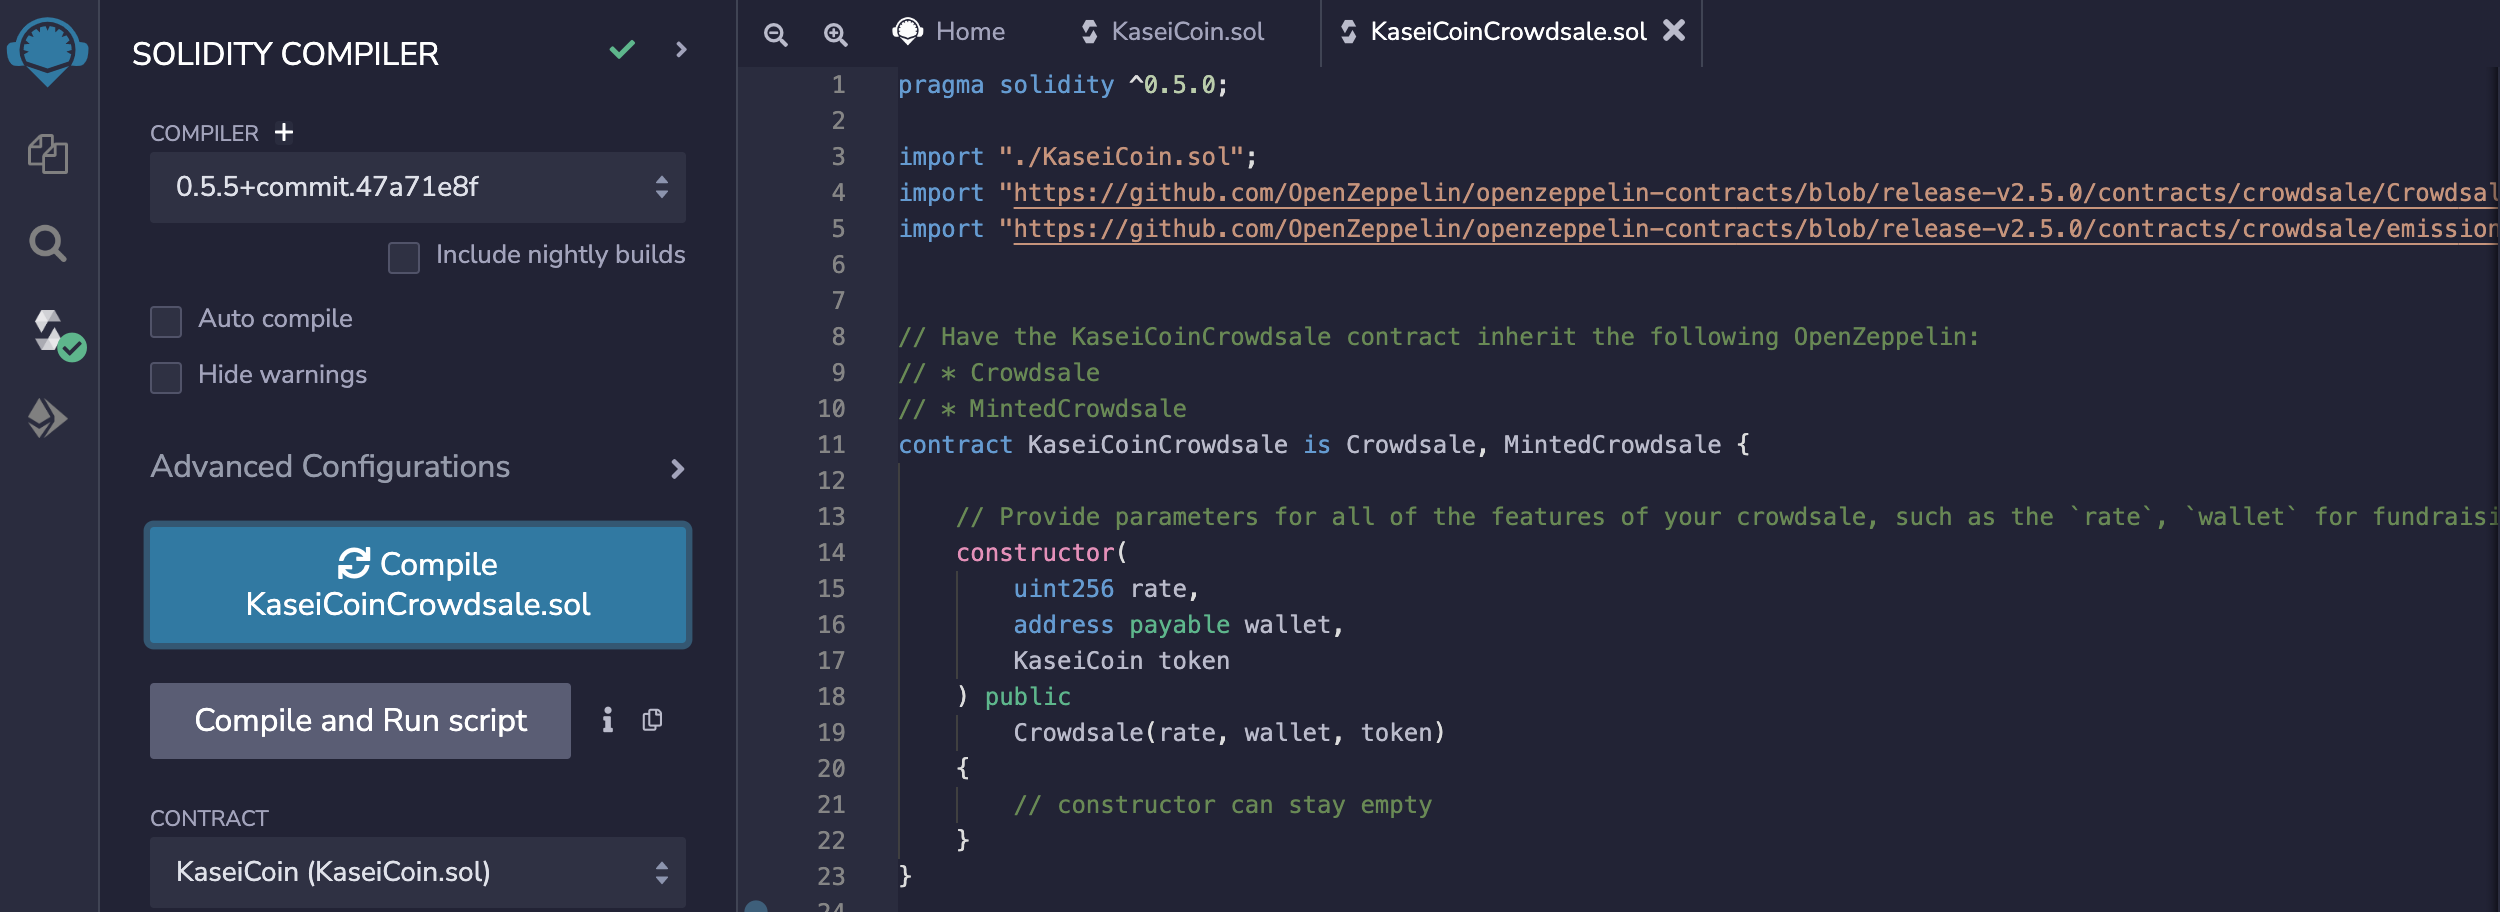 SOLIDITY COMPILER
COMPILER
0.5.5+commit.47a71e8f
Include nightly builds
Auto compile
Hide warnings
Advanced Configurations
Compile
KaseiCoinCrowdsale.sol
Compile and Run script
CONTRACT
KaseiCoin (KaseiCoin.sol)
Home KaseiCoin.sol KaseiCoinCrowdsale.sol
1 pragma solidity ^0.5.0;
2
3 import "./KaseiCoin.sol";
4 import "https://github.com/OpenZeppelin/openzeppelin-contracts/blob/release-v2.5.0/contracts/crowdsale/Crowdsal
5 import "https://github.com/OpenZeppelin/openzeppelin-contracts/blob/release-v2.5.0/contracts/crowdsale/emission
6
7
8 // Have the KaseiCoinCrowdsale contract inherit the following OpenZeppelin:
9 // * Crowdsale
10 // * MintedCrowdsale
11 contract KaseiCoinCrowdsale is Crowdsale, MintedCrowdsale {
12
13 // Provide parameters for all of the features of your crowdsale, such as the `rate`, `wallet` for fundraisi
14 constructor(
15 uint256 rate,
16 address payable wallet,
17 KaseiCoin token
18 ) public
19 Crowdsale(rate, wallet, token)
20 {
21 // constructor can stay empty
22 }
23 }
24